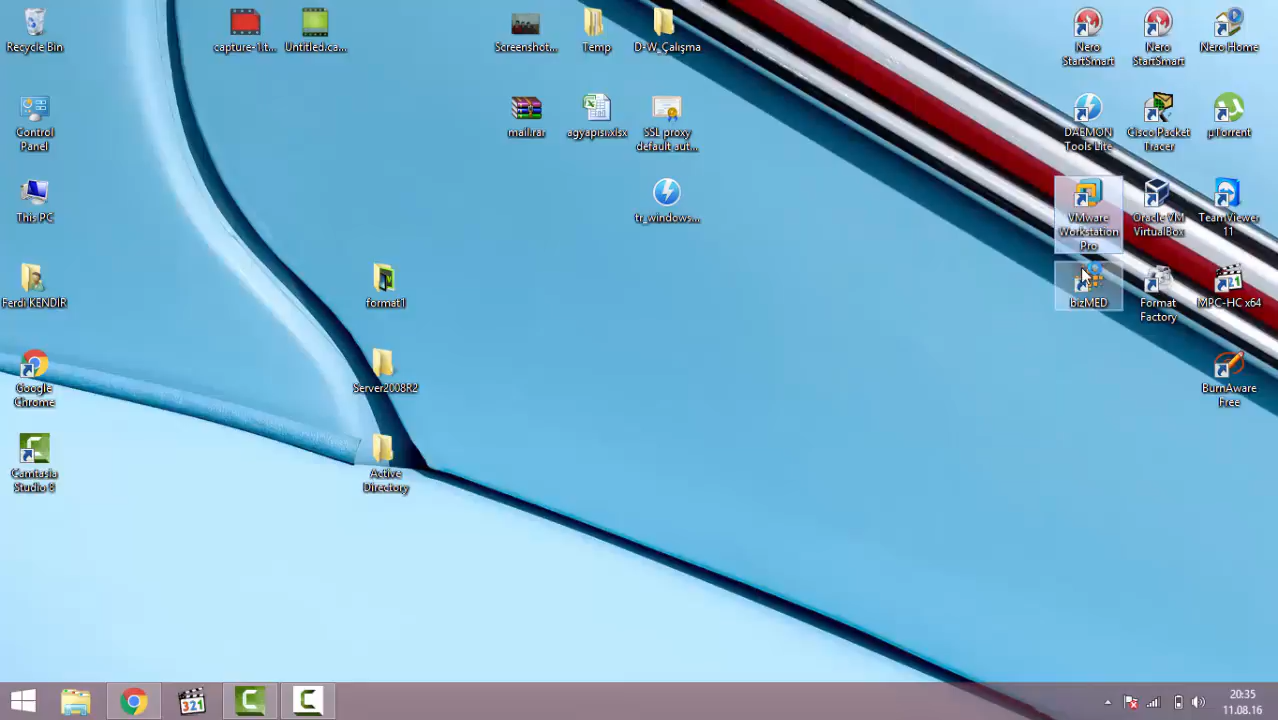 Recycle Bin
capture-1.t...
Untitled.ca...
Screenshot...
Temp
D-W_Çalışma
Nero
StartSmart
Nero
StartSmart
Nero Home
Control
Panel
mail.rar
agyapisi.xlsx
SSL proxy
default aut...
DAEMON
Tools Lite
Cisco Packet
Tracer
µTorrent
This PC
tr_windows...
VMware
Workstation
Pro
Oracle VM
VirtualBox
TeamViewer
11
Ferdi KENDIR
format1
bizMED
Format
Factory
MPC-HC x64
321
Google
Chrome
Server2008R2
BurnAware
Free
Camtasia
Studio 8
Active
Directory
321
20:35
11.08.16